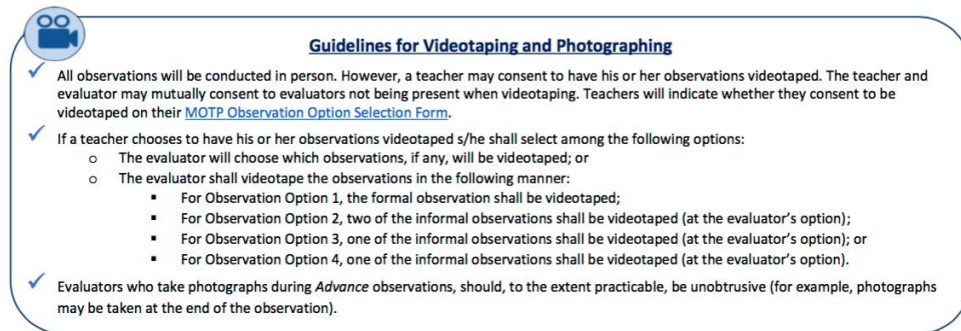 Guidelines for Videotaping and Photographing
✓ All observations will be conducted in person. However, a teacher may consent to have his or her observations videotaped. The teacher and
evaluator may mutually consent to evaluators not being present when videotaping. Teachers will indicate whether they consent to be
videotaped on their MOTP Observation Option Selection Form.
✓ If a teacher chooses to have his or her observations videotaped s/he shall select among the following options:
o The evaluator will choose which observations, if any, will be videotaped; or
o The evaluator shall videotape the observations in the following manner:
▪ For Observation Option 1, the formal observation shall be videotaped;
▪ For Observation Option 2, two of the informal observations shall be videotaped (at the evaluator's option);
▪ For Observation Option 3, one of the informal observations shall be videotaped (at the evaluator's option); or
▪ For Observation Option 4, one of the informal observations shall be videotaped (at the evaluator's option).
✓ Evaluators who take photographs during Advance observations, should, to the extent practicable, be unobtrusive (for example, photographs
may be taken at the end of the observation).